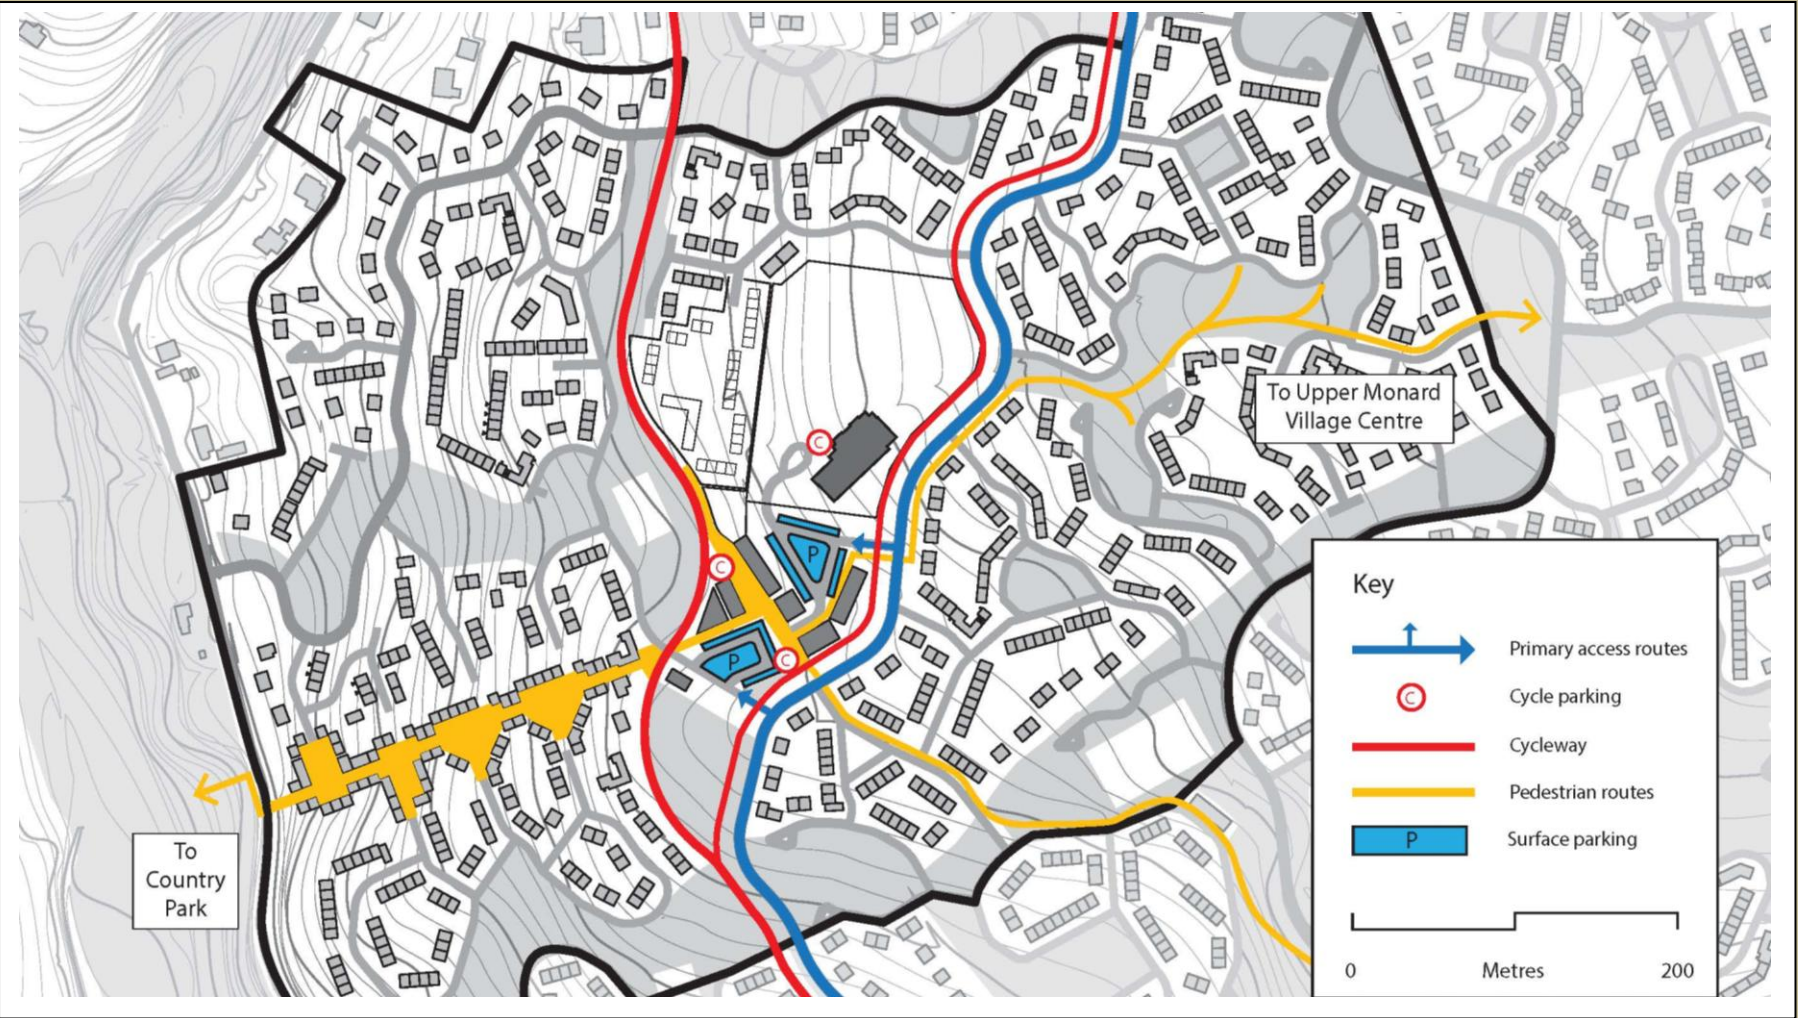 C
To Upper Monard
Village Centre
P
C
P
C
To
Country
Park
Key
Primary access routes
C
Cycle parking
Cycleway
Pedestrian routes
P
Surface parking
0
Metres
200